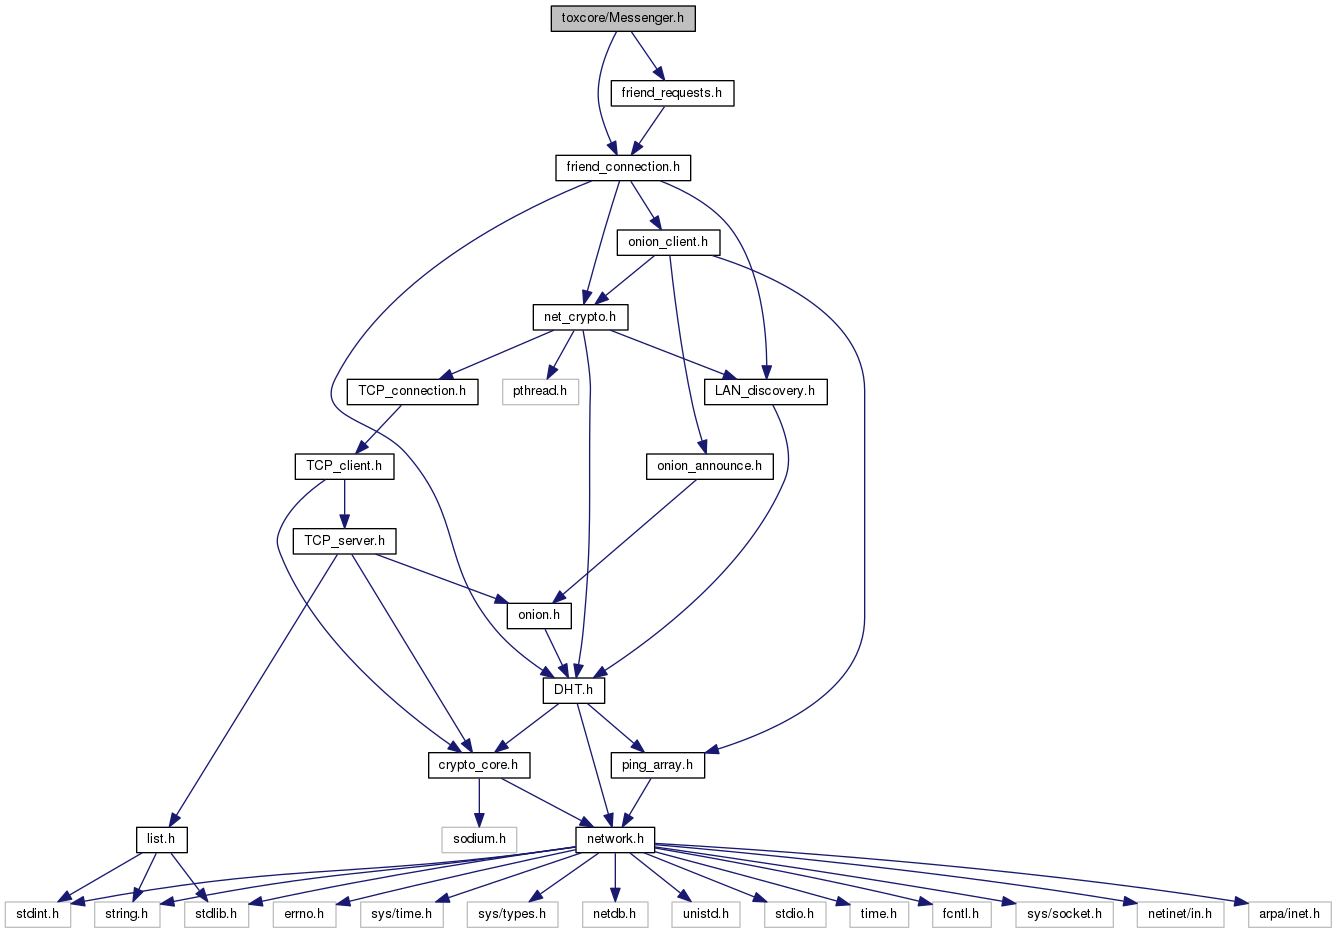 toxcore/Messenger.h
friend_requests.h
friend_connection.h
onion_client.h
net_crypto.h
TCP_connection.h
pthread.h
LAN_discovery.h
TCP_client.h
onion_announce.h
TCP_server.h
onion.h
DHT.h
crypto_core.h
ping_array.h
list.h
sodium.h
network.h
stdint.h
string.h
stdlib.h
errno.h
sys/time.h
sys/types.h
netdb.h
unistd.h
stdio.h
time.h
fcntl.h
sys/socket.h
netinet/in.h
arpa/inet.h